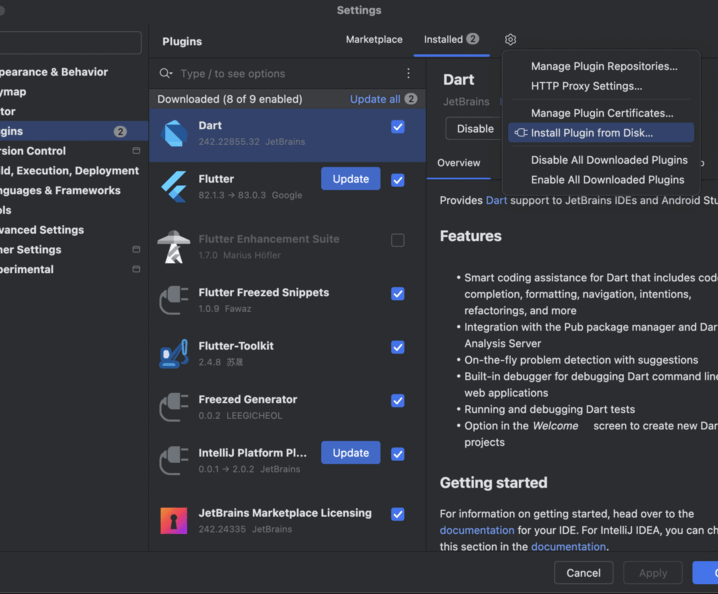 Settings
Plugins
Marketplace
Installed 2
Type / to see options
Downloaded (8 of 9 enabled)
Update all 2
Dart
242.22855.32 JetBrains
Flutter
82.1.3 → 83.0.3 Google
Update
Flutter Enhancement Suite
1.7.0 Marius Höfler
Flutter Freezed Snippets
1.0.9 Fawaz
Flutter-Toolkit
2.4.8 苏晟
Freezed Generator
0.0.2 LEEGICHEOL
IntelliJ Platform Pl...
0.0.1 → 2.0.2 JetBrains
Update
JetBrains Marketplace Licensing
242.24335 JetBrains
pearance & Behavior
ymap
tor
gins 2
rsion Control
ld, Execution, Deployment
nguages & Frameworks
ols
vanced Settings
her Settings
perimental
Dart
JetBrains
Disable
Overview
Manage Plugin Repositories...
HTTP Proxy Settings...
Manage Plugin Certificates...
Install Plugin from Disk...
Disable All Downloaded Plugins
Enable All Downloaded Plugins
Provides Dart support to JetBrains IDEs and Android Stu
Features
• Smart coding assistance for Dart that includes code
completion, formatting, navigation, intentions,
refactorings, and more
• Integration with the Pub package manager and Dar
Analysis Server
• On-the-fly problem detection with suggestions
• Built-in debugger for debugging Dart command line
web applications
• Running and debugging Dart tests
• Option in the Welcome screen to create new Dar
projects
Getting started
For information on getting started, head over to the
documentation for your IDE. For IntelliJ IDEA, you can ch
this section in the documentation.
Cancel
Apply